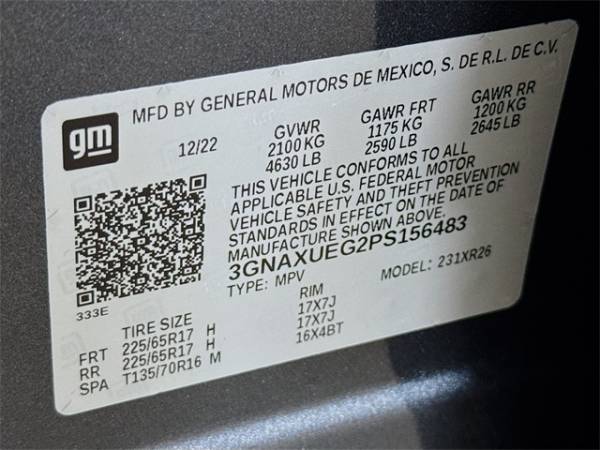 gm
MFD BY GENERAL MOTORS DE MEXICO, S. DE R.L. DE C.V.
12/22 GVWR GAWR FRT GAWR RR
2100 KG 1175 KG 1200 KG
4630 LB 2590 LB 2645 LB
THIS VEHICLE CONFORMS TO ALL
APPLICABLE U.S. FEDERAL MOTOR
VEHICLE SAFETY AND THEFT PREVENTION
STANDARDS IN EFFECT ON THE DATE OF
MANUFACTURE SHOWN ABOVE.
3GNAXUEG2PS156483
TYPE: MPV MODEL: 231XR26
333E
TIRE SIZE RIM
FRT 225/65R17 H 17X7J
RR 225/65R17 H 17X7J
SPA T135/70R16 M 16X4BT